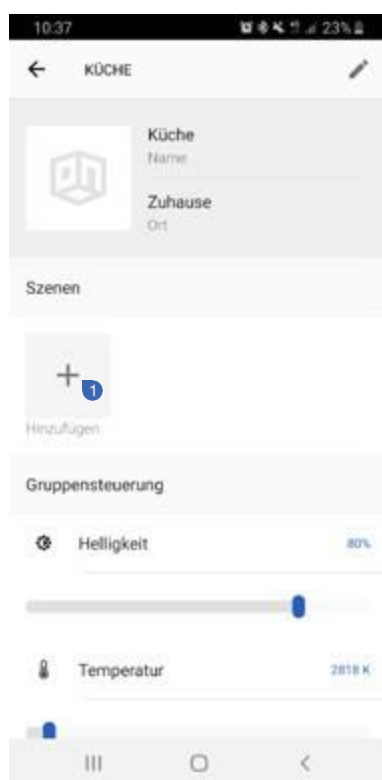 10:37
23%
KÜCHE
Küche
Name
Zuhause
Ort
Szenen
1
Hinzufügen
Gruppensteuerung
Helligkeit
80%
Temperatur
2818 K